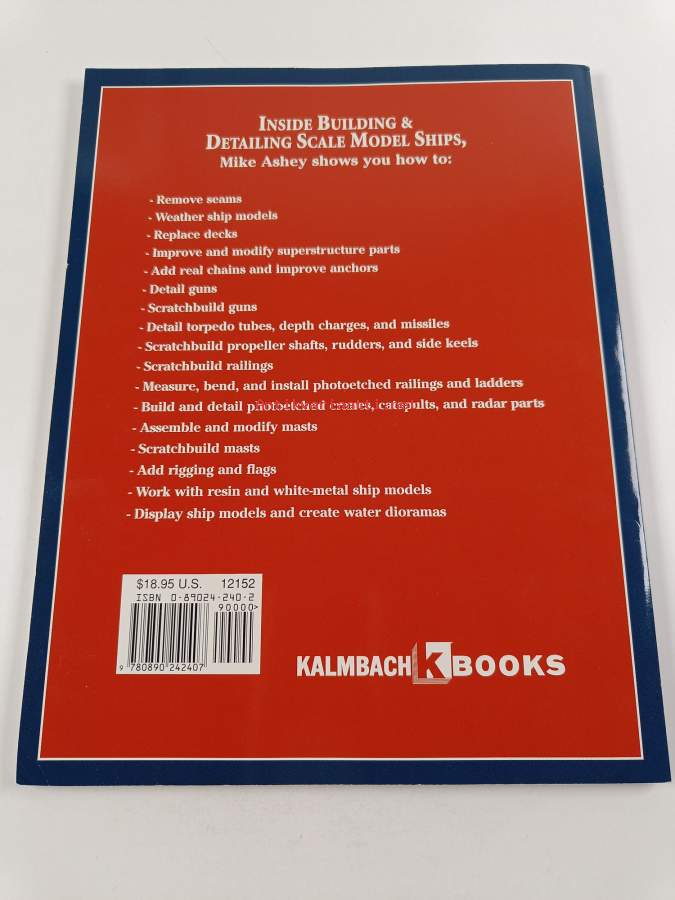 INSIDE BUILDING &
DETAILING SCALE MODEL SHIPS,
Mike Ashey shows you how to:
- Remove seams
- Weather ship models
- Replace decks
- Improve and modify superstructure parts
- Add real chains and improve anchors
- Detail guns
- Scratchbuild guns
- Detail torpedo tubes, depth charges, and missiles
- Scratchbuild propeller shafts, rudders, and side keels
- Scratchbuild railings
- Measure, bend, and install photoetched railings and ladders
- Build and detail photoetched cranes, catapults, and radar parts
- Assemble and modify masts
- Scratchbuild masts
- Add rigging and flags
- Work with resin and white-metal ship models
- Display ship models and create water dioramas
$18.95 U.S. 12152
ISBN 0-89024-240-2
90000>
9 780890 242407
KALMBACH K BOOKS